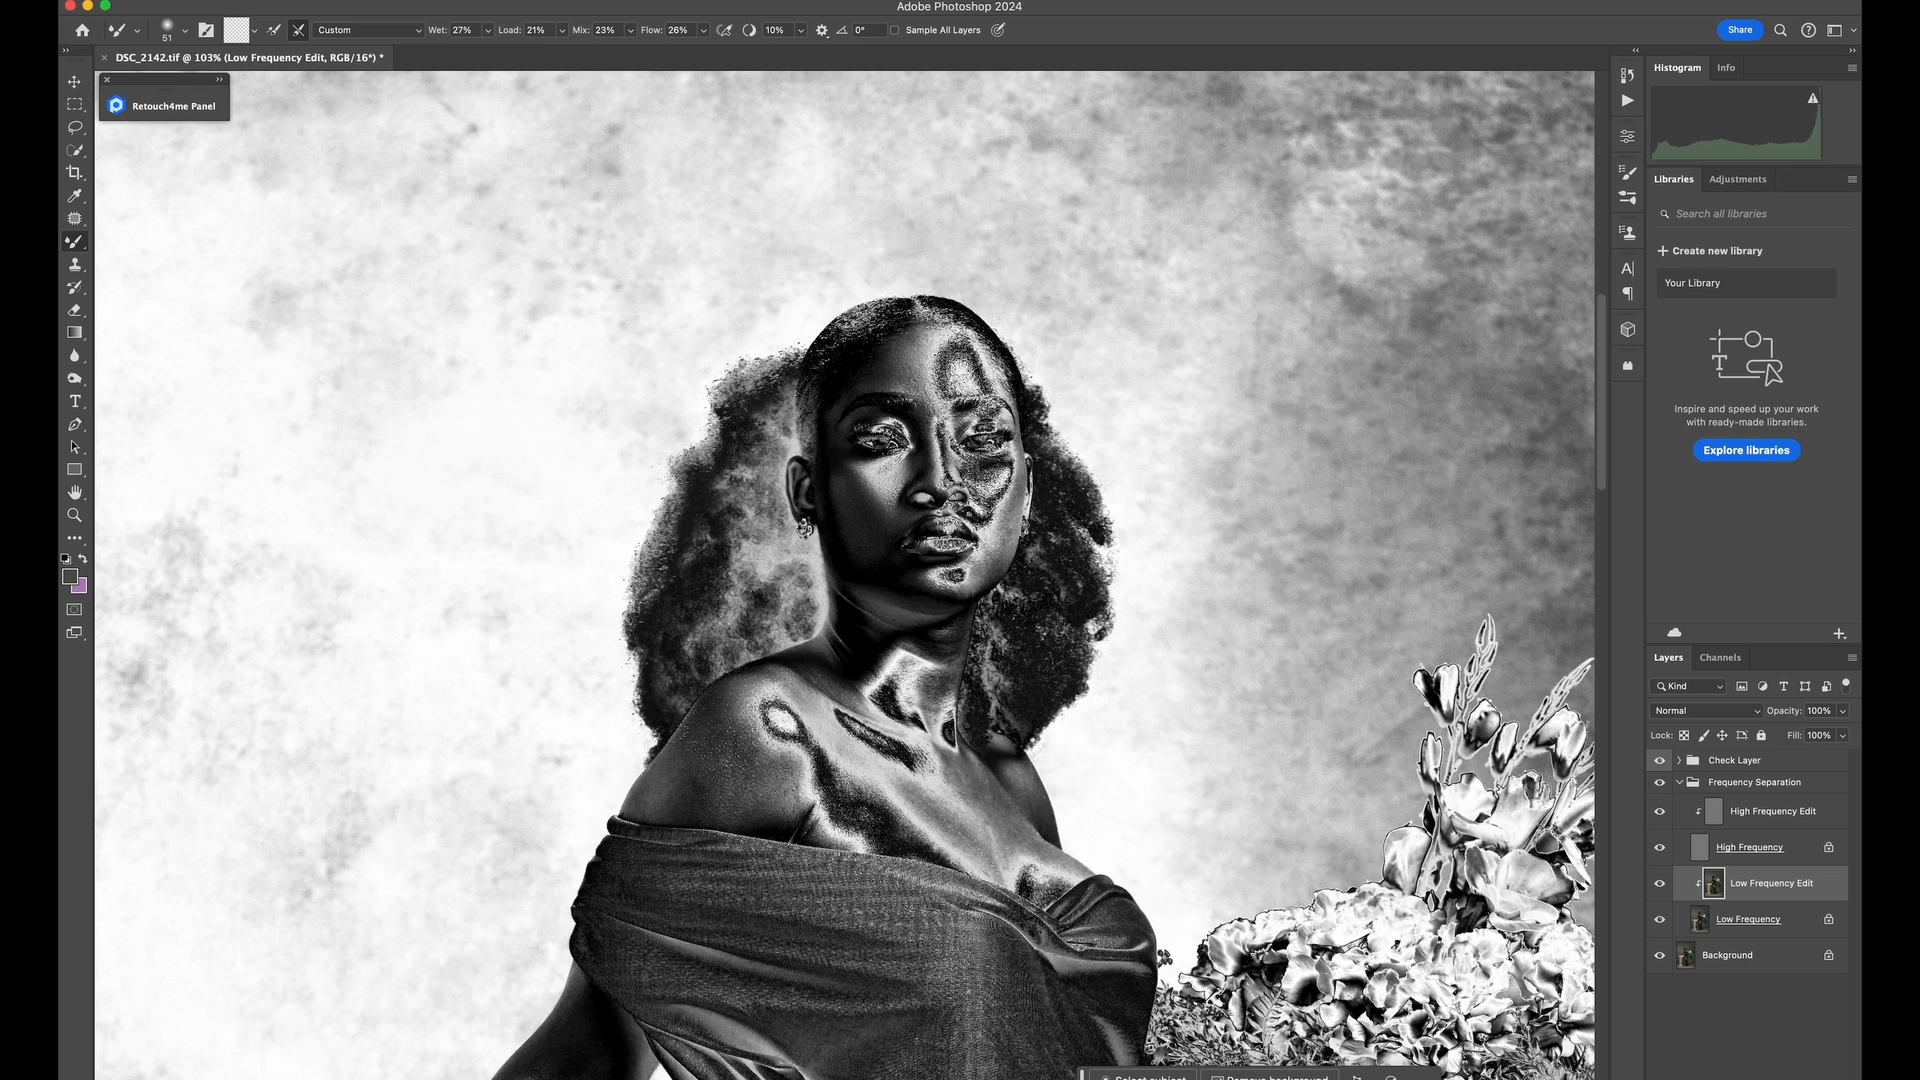 Adobe Photoshop 2024
51
Custom
Wet: 27%
Load: 21%
Mix: 23%
Flow: 26%
10%
0°
Sample All Layers
Share
DSC_2142.tif @ 103% (Low Frequency Edit, RGB/16*) *
Retouch4me Panel
Histogram
Info
Libraries
Adjustments
Search all libraries
Create new library
Your Library
Inspire and speed up your work
with ready-made libraries.
Explore libraries
Layers
Channels
Kind
Normal
Opacity: 100%
Lock:
Fill: 100%
Check Layer
Frequency Separation
High Frequency Edit
High Frequency
Low Frequency Edit
Low Frequency
Background
Select subject
Remove background